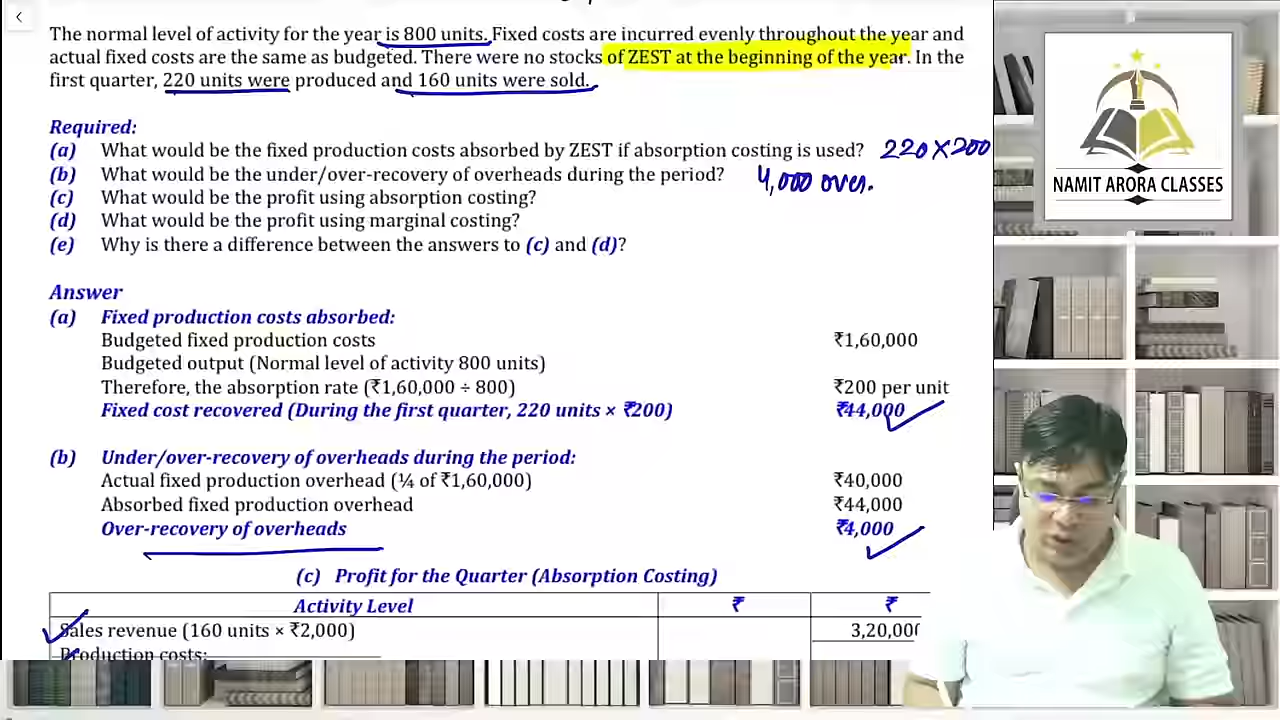 The normal level of activity for the year is 800 units. Fixed costs are incurred evenly throughout the year and
actual fixed costs are the same as budgeted. There were no stocks of ZEST at the beginning of the year. In the
first quarter, 220 units were produced and 160 units were sold.
Required:
(a) What would be the fixed production costs absorbed by ZEST if absorption costing is used? 220×200
(b) What would be the under/over-recovery of overheads during the period? 4,000 over.
(c) What would be the profit using absorption costing?
(d) What would be the profit using marginal costing?
(e) Why is there a difference between the answers to (c) and (d)?
Answer
(a) Fixed production costs absorbed:
Budgeted fixed production costs ₹1,60,000
Budgeted output (Normal level of activity 800 units)
Therefore, the absorption rate (₹1,60,000 ÷ 800) ₹200 per unit
Fixed cost recovered (During the first quarter, 220 units × ₹200) ₹44,000
(b) Under/over-recovery of overheads during the period:
Actual fixed production overhead (¼ of ₹1,60,000) ₹40,000
Absorbed fixed production overhead ₹44,000
Over-recovery of overheads ₹4,000
(c) Profit for the Quarter (Absorption Costing)
Activity Level ₹ ₹
Sales revenue (160 units × ₹2,000) 3,20,000
Production costs:
NAMIT ARORA CLASSES